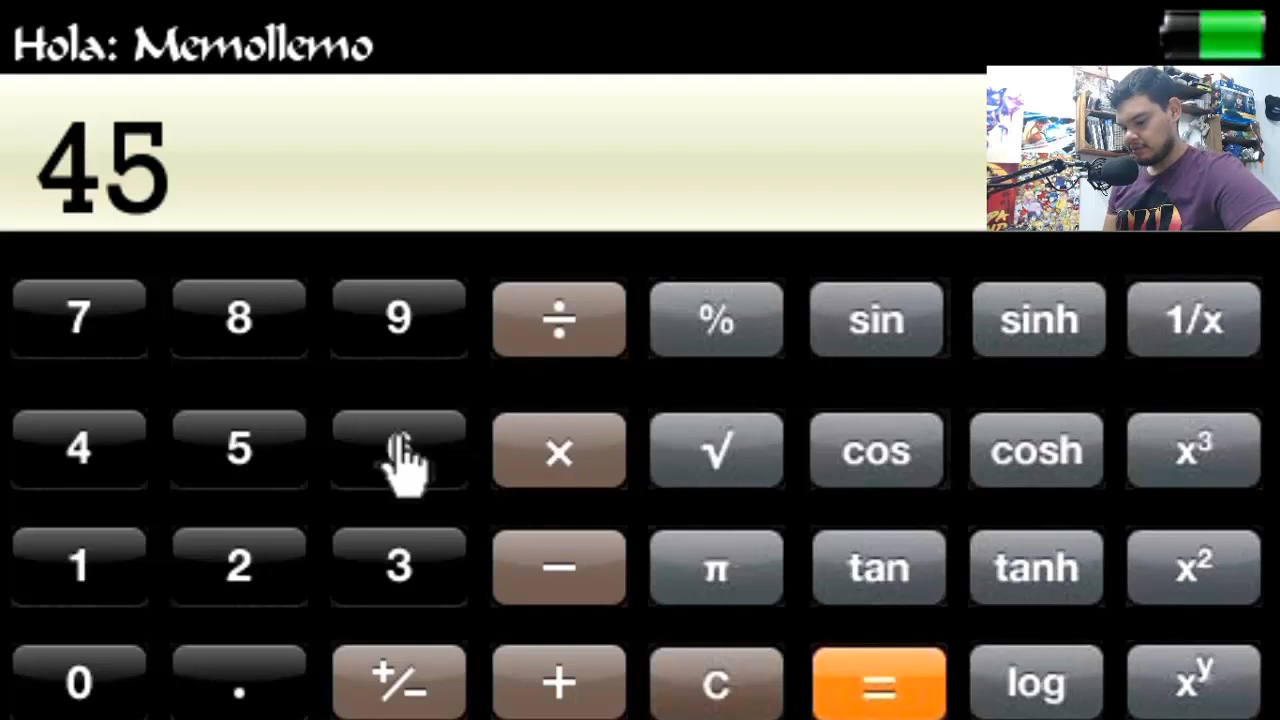 Hola: Memollemo
45
7 8 9 ÷ % sin sinh 1/x
4 5 × √ cos cosh x³
1 2 3 − π tan tanh x²
0 . +/− + C = log xʸ